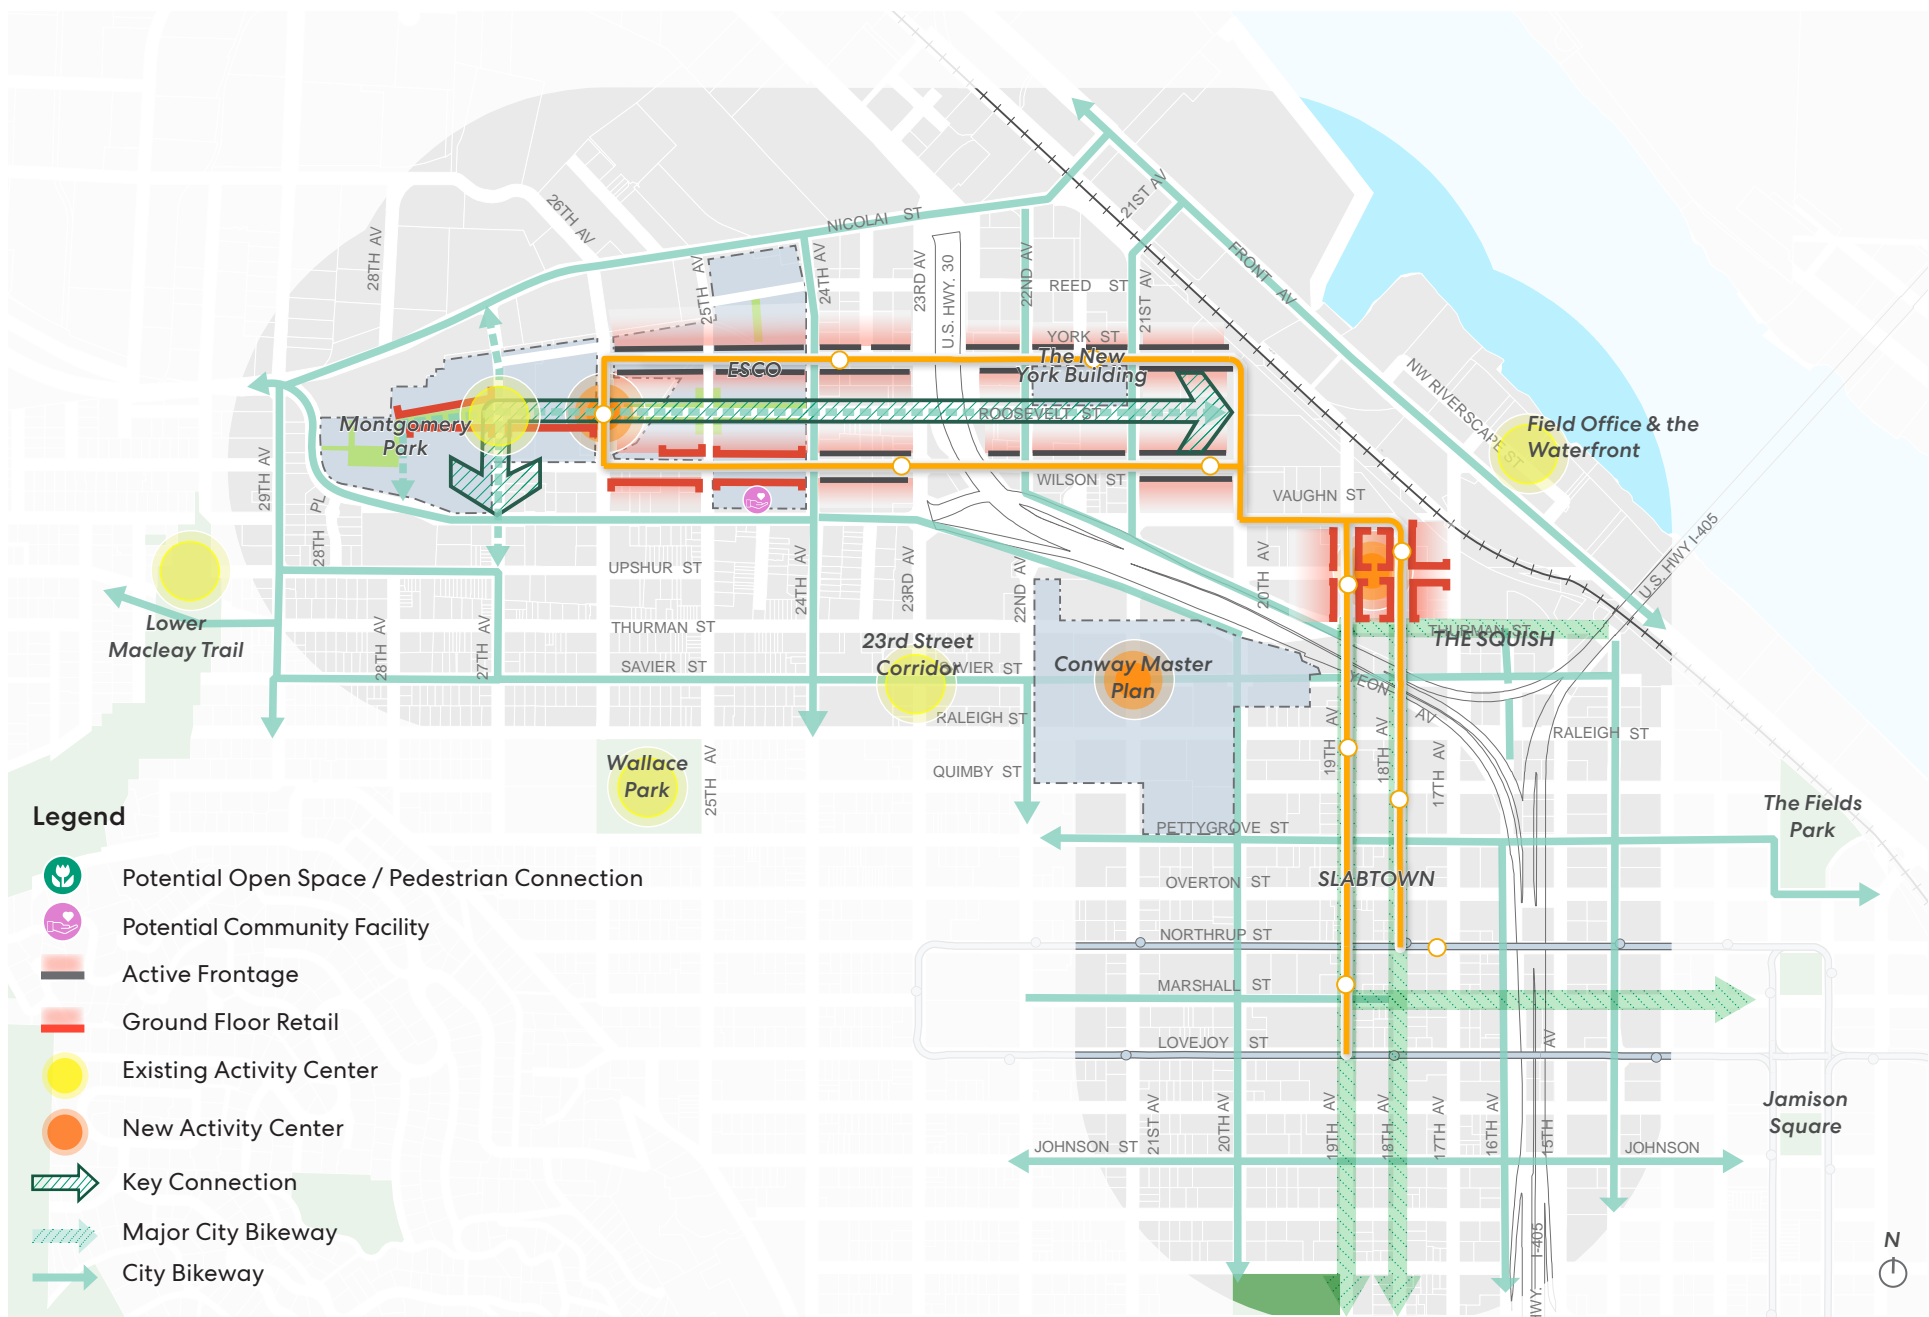 NICOLAI ST
26TH AV
28TH AV
25TH AV
24TH AV
23RD AV
U.S. HWY. 30
22ND AV
21ST AV
21ST AV
FRONT AV
REED ST
YORK ST
The New
York Building
ESCO
ROOSEVELT ST
Montgomery
Park
NW RIVERSCAPE ST
Field Office & the
Waterfront
WILSON ST
VAUGHN ST
29TH AV
28TH PL
U.S. HWY I-405
UPSHUR ST
24TH AV
23RD AV
22ND AV
20TH AV
Lower
Macleay Trail
28TH AV
27TH AV
THURMAN ST
THURMAN ST
THE SQUISH
23rd Street
Corridor
SAVIER ST
SAVIER ST
Conway Master
Plan
YEON AV
RALEIGH ST
RALEIGH ST
19TH AV
18TH AV
17TH AV
Wallace
Park
25TH AV
QUIMBY ST
The Fields
Park
PETTYGROVE ST
OVERTON ST
SLABTOWN
NORTHRUP ST
MARSHALL ST
LOVEJOY ST
21ST AV
20TH AV
19TH AV
18TH AV
17TH AV
16TH AV
15TH AV
Jamison
Square
JOHNSON ST
JOHNSON
HWY. I-405
N
Legend
Potential Open Space / Pedestrian Connection
Potential Community Facility
Active Frontage
Ground Floor Retail
Existing Activity Center
New Activity Center
Key Connection
Major City Bikeway
City Bikeway